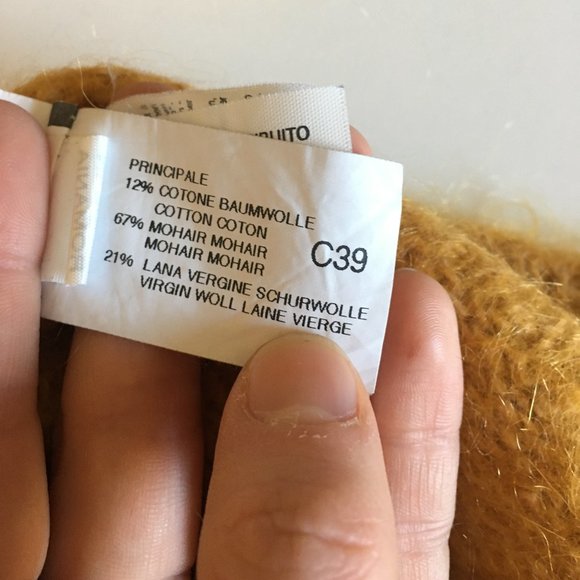 PRINCIPALE
12% COTONE BAUMWOLLE
COTTON COTON
67% MOHAIR MOHAIR
MOHAIR MOHAIR
21% LANA VERGINE SCHURWOLLE
VIRGIN WOLL LAINE VIERGE
C39